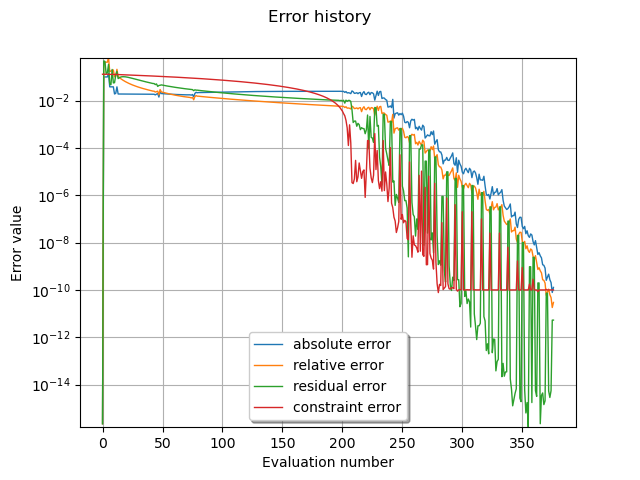 Error history
10⁻²
10⁻⁴
10⁻⁶
10⁻⁸
10⁻¹⁰
10⁻¹²
10⁻¹⁴
Error value
absolute error
relative error
residual error
constraint error
0 50 100 150 200 250 300 350
Evaluation number